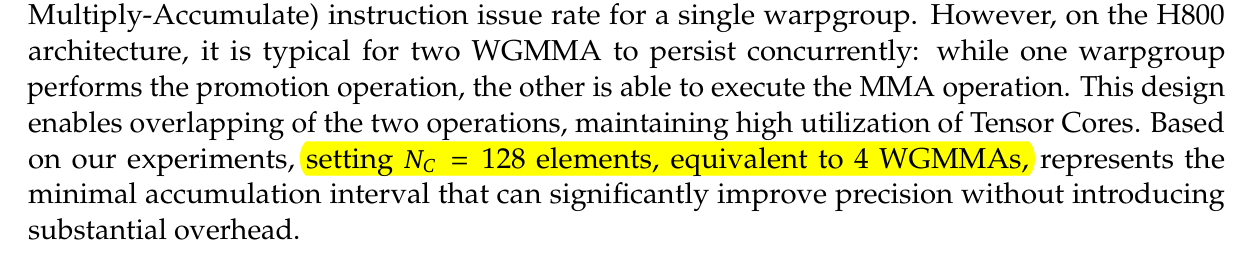 Multiply-Accumulate) instruction issue rate for a single warpgroup. However, on the H800
architecture, it is typical for two WGMMA to persist concurrently: while one warpgroup
performs the promotion operation, the other is able to execute the MMA operation. This design
enables overlapping of the two operations, maintaining high utilization of Tensor Cores. Based
on our experiments, setting N_C = 128 elements, equivalent to 4 WGMMAs, represents the
minimal accumulation interval that can significantly improve precision without introducing
substantial overhead.